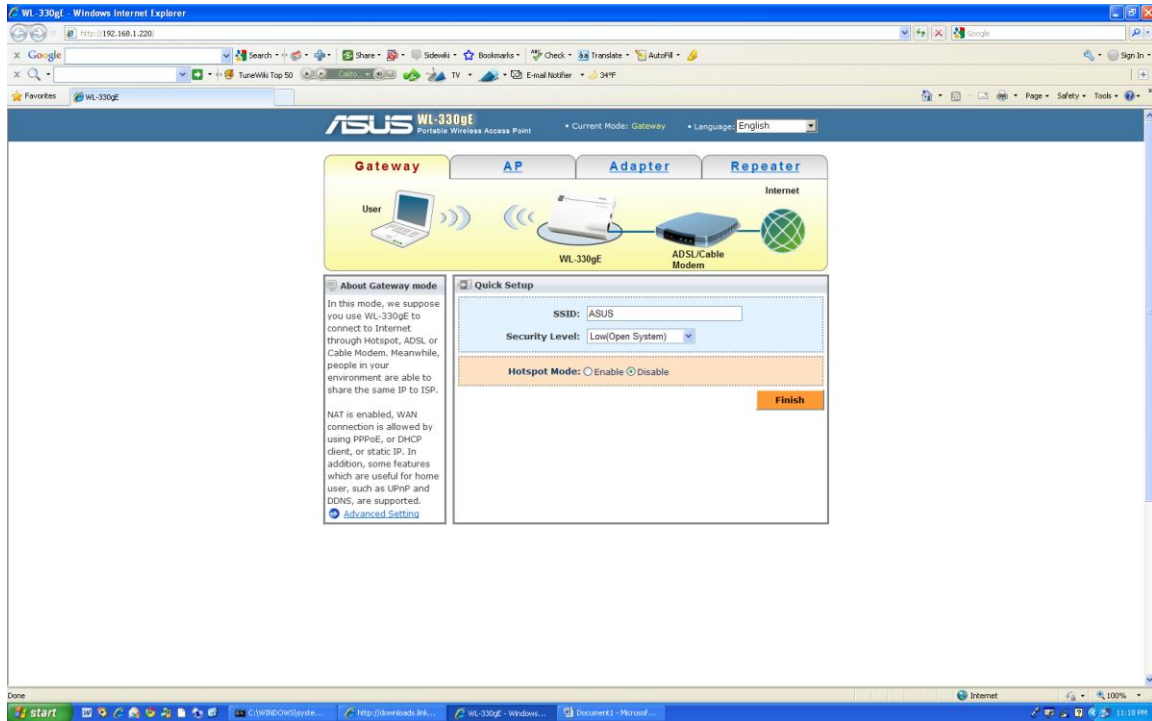 WL-330gE - Windows Internet Explorer
http://192.168.1.220/
Google
x Google Search Share Sidewiki Bookmarks Check Translate AutoFill Sign In
x TuneWiki Top 50 TV E-mail Notifier 34°F
Favorites WL-330gE Page Safety Tools
ASUS WL-330gE
Portable Wireless Access Point
• Current Mode: Gateway • Language: English
Gateway AP Adapter Repeater
Internet
User
WL-330gE
ADSL/Cable
Modem
About Gateway mode
In this mode, we suppose
you use WL-330gE to
connect to Internet
through Hotspot, ADSL or
Cable Modem. Meanwhile,
people in your
environment are able to
share the same IP to ISP.
NAT is enabled, WAN
connection is allowed by
using PPPoE, or DHCP
client, or static IP. In
addition, some features
which are useful for home
user, such as UPnP and
DDNS, are supported.
Advanced Setting
Quick Setup
SSID: ASUS
Security Level: Low(Open System)
Hotspot Mode: Enable Disable
Finish
Done Internet 100%
start C:\WINDOWS\syste... http://downloads.link... WL-330gE - Windows... Document1 - Microsof... 11:18 PM